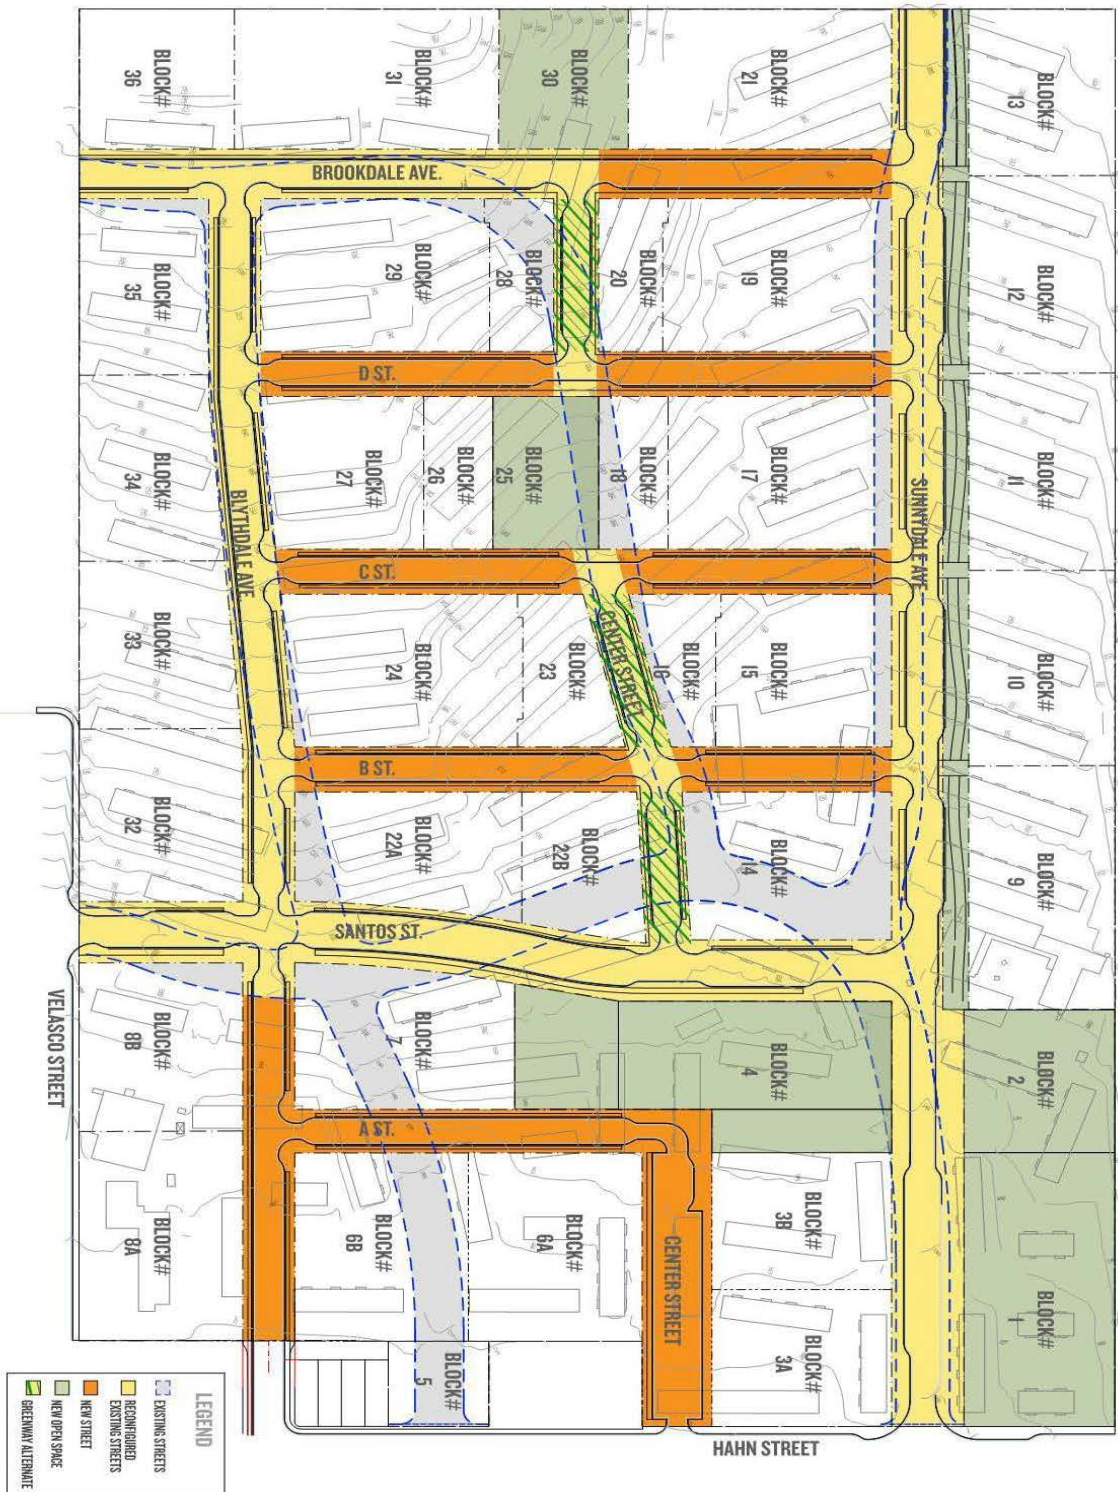 BLOCK#
36
BLOCK#
31
BLOCK#
30
BLOCK#
21
BLOCK#
13
BROOKDALE AVE.
BLOCK#
35
BLOCK#
29
BLOCK#
28
BLOCK#
20
BLOCK#
19
BLOCK#
12
D ST.
BLOCK#
34
BLOCK#
27
BLOCK#
26
BLOCK#
25
BLOCK#
18
BLOCK#
17
BLOCK#
11
BLYTHDALE AVE
SUNNYDALE AVE
C ST.
BLOCK#
33
BLOCK#
24
BLOCK#
23
CENTER STREET
BLOCK#
16
BLOCK#
15
BLOCK#
10
B ST.
BLOCK#
32
BLOCK#
22A
BLOCK#
22B
BLOCK#
14
BLOCK#
9
SANTOS ST.
VELASCO STREET
BLOCK#
8B
BLOCK#
7
BLOCK#
4
BLOCK#
2
A ST.
BLOCK#
8A
BLOCK#
6B
BLOCK#
6A
CENTER STREET
BLOCK#
3B
BLOCK#
3A
BLOCK#
1
BLOCK#
5
HAHN STREET
LEGEND
EXISTING STREETS
RECONFIGURED
EXISTING STREETS
NEW STREET
NEW OPEN SPACE
GREENWAY ALTERNATE